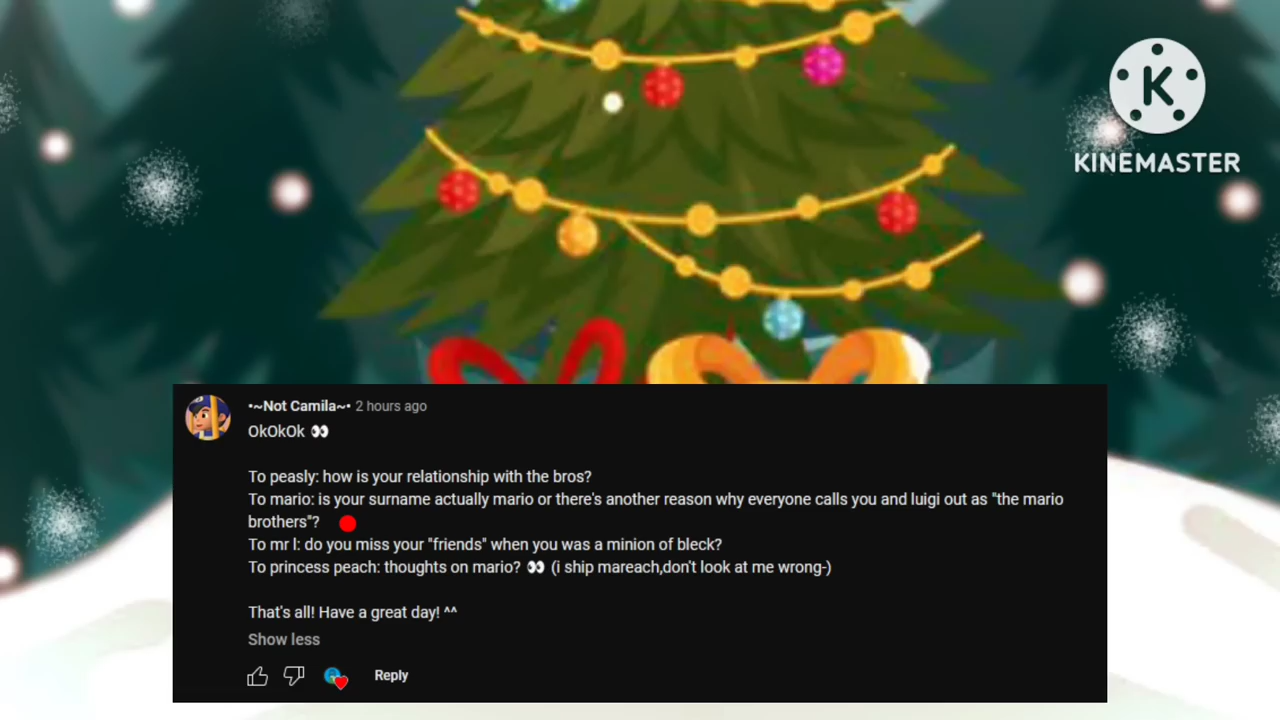 K
KINEMASTER
•~Not Camila~• 2 hours ago
OkOkOk 👀
To peasly: how is your relationship with the bros?
To mario: is your surname actually mario or there's another reason why everyone calls you and luigi out as "the mario
brothers"?
To mr l: do you miss your "friends" when you was a minion of bleck?
To princess peach: thoughts on mario? 👀 (i ship mareach,don't look at me wrong-)
That's all! Have a great day! ^^
Show less
Reply